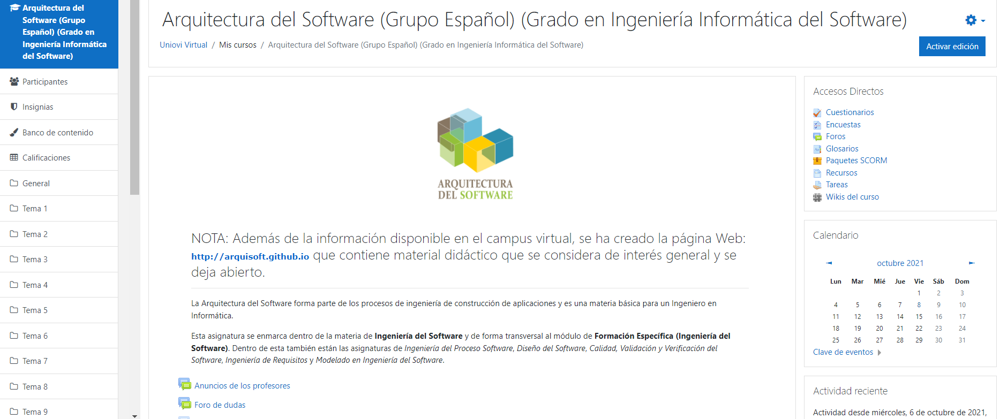 Arquitectura del
Software (Grupo
Español) (Grado en
Ingeniería Informática
del Software)
Participantes
Insignias
Banco de contenido
Calificaciones
General
Tema 1
Tema 2
Tema 3
Tema 4
Tema 5
Tema 6
Tema 7
Tema 8
Tema 9
Arquitectura del Software (Grupo Español) (Grado en Ingeniería Informática del Software)
Uniovi Virtual / Mis cursos / Arquitectura del Software (Grupo Español) (Grado en Ingeniería Informática del Software)
Activar edición
ARQUITECTURA
DEL SOFTWARE
NOTA: Además de la información disponible en el campus virtual, se ha creado la página Web:
http://arquisoft.github.io que contiene material didáctico que se considera de interés general y se
deja abierto.
La Arquitectura del Software forma parte de los procesos de ingeniería de construcción de aplicaciones y es una materia básica para un Ingeniero en
Informática.
Esta asignatura se enmarca dentro de la materia de Ingeniería del Software y de forma transversal al módulo de Formación Específica (Ingeniería del
Software). Dentro de esta también están las asignaturas de Ingeniería del Proceso Software, Diseño del Software, Calidad, Validación y Verificación del
Software, Ingeniería de Requisitos y Modelado en Ingeniería del Software.
Anuncios de los profesores
Foro de dudas
Accesos Directos
Cuestionarios
Encuestas
Foros
Glosarios
Paquetes SCORM
Recursos
Tareas
Wikis del curso
Calendario
◄ octubre 2021 ►
Lun Mar Mié Jue Vie Sáb Dom
1 2 3
4 5 6 7 8 9 10
11 12 13 14 15 16 17
18 19 20 21 22 23 24
25 26 27 28 29 30 31
Clave de eventos
Actividad reciente
Actividad desde miércoles, 6 de octubre de 2021,